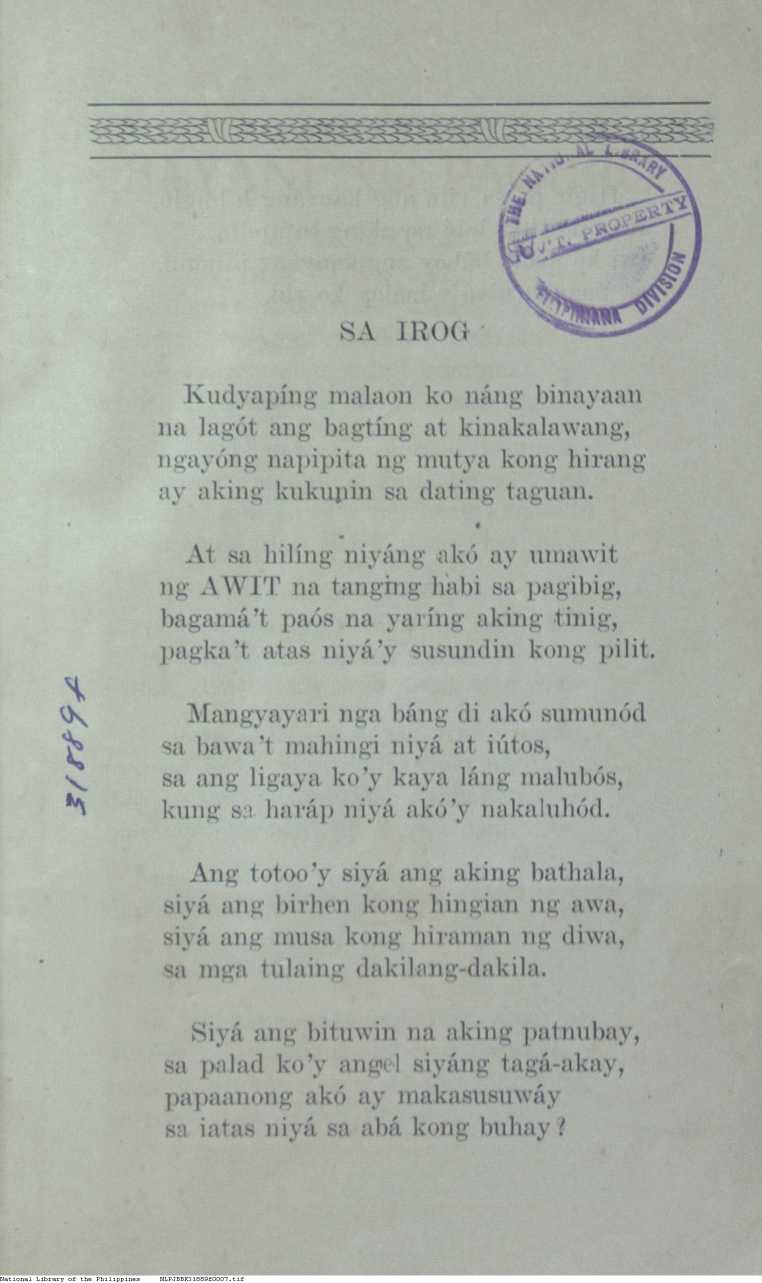 THE NATIONAL LIBRARY
GOV'T. PROPERTY
FILIPINIANA DIVISION
SA IROG
Kudyapíng malaon ko náng binayaan
na lagót ang bagtíng at kinakalawang,
ngayóng napipita ng mutya kong hirang
ay aking kukunin sa dating taguan.
At sa hilíng niyáng akó ay umawit
ng AWIT na tanging habi sa pagibig,
bagamá't paós na yaríng aking tinig,
pagka't atas niyá'y susundin kong pilit.
Mangyayari nga báng di akó sumunód
sa bawa't mahingi niyá at iútos,
sa ang ligaya ko'y kaya láng malubós,
kung sa haráp niyá akó'y nakaluhód.
Ang totoo'y siyá ang aking bathala,
siyá ang birhen kong hingian ng awa,
siyá ang musa kong hiraman ng diwa,
sa mga tulaing dakilang-dakila.
Siyá ang bituwin na aking patnubay,
sa palad ko'y angel siyáng tagá-akay,
papaanong akó ay makasusuwáy
sa iatas niyá sa abá kong buhay?
National Library of the Philippines NLPJBBK31889f0007.tif